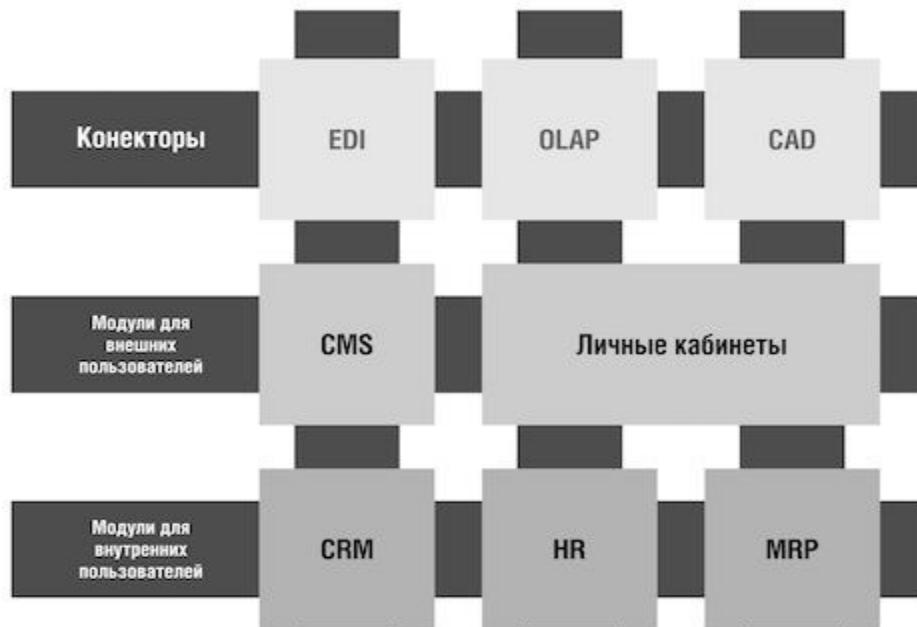 Конекторы
EDI
OLAP
CAD
Модули для
внешних
пользователей
CMS
Личные кабинеты
Модули для
внутренних
пользователей
CRM
HR
MRP